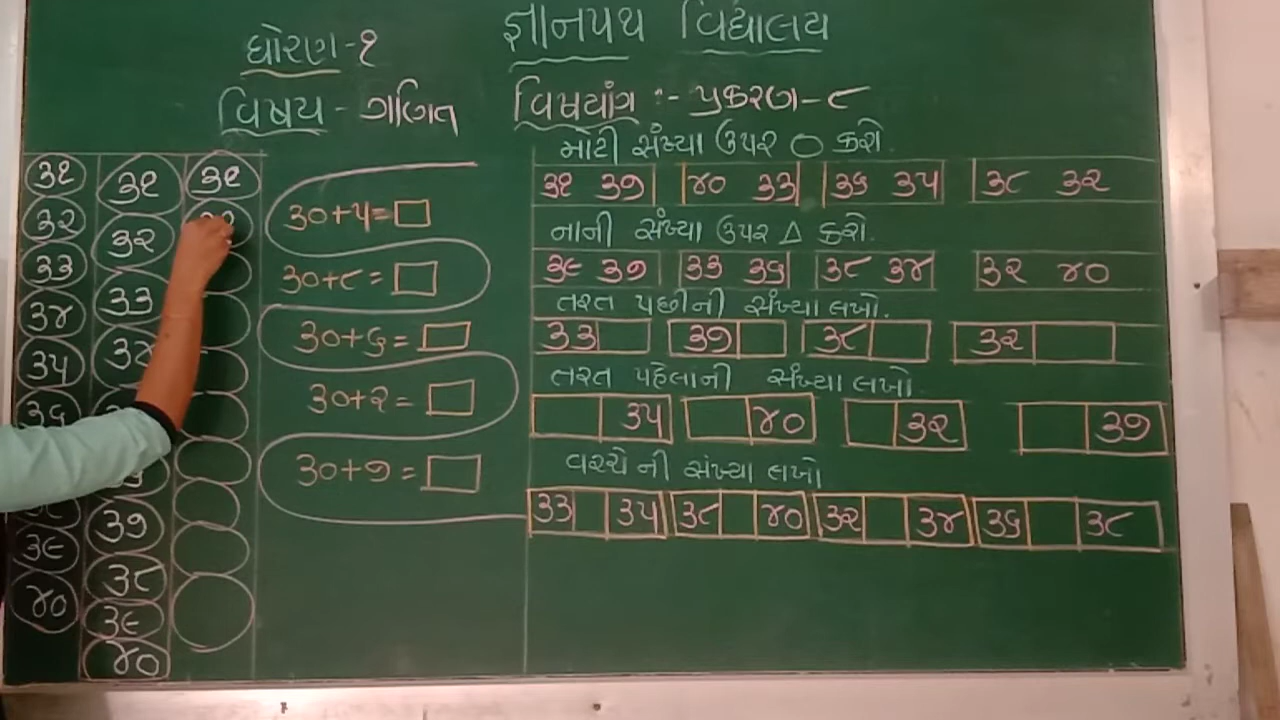 જ્ઞાનપથ વિદ્યાલય
ધોરણ-૧
વિષય - ગણિત
વિષયાંગ :- પ્રકરણ-૮
૩૧
૩૨
૩૩
૩૪
૩૫
૩૬
૩૯
૪૦
૩૧
૩૨
૩૩
૩૭
૩૮
૩૯
૪૦
૩૧
૩૦+૫=
૩૦+૮=
૩૦+૬=
૩૦+૨=
૩૦+૭=
મોટી સંખ્યા ઉપર ○ કરો.
૩૧ ૩૭ ૪૦ ૩૩ ૩૬ ૩૫ ૩૮ ૩૨
નાની સંખ્યા ઉપર △ કરો.
૩૯ ૩૭ ૩૩ ૩૬ ૩૮ ૩૪ ૩૨ ૪૦
તરત પછીની સંખ્યા લખો.
૩૩ ૩૭ ૩૮ ૩૨
તરત પહેલાંની સંખ્યા લખો.
૩૫ ૪૦ ૩૨ ૩૭
વચ્ચેની સંખ્યા લખો
૩૩ ૩૫ ૩૮ ૪૦ ૩૨ ૩૪ ૩૬ ૩૮